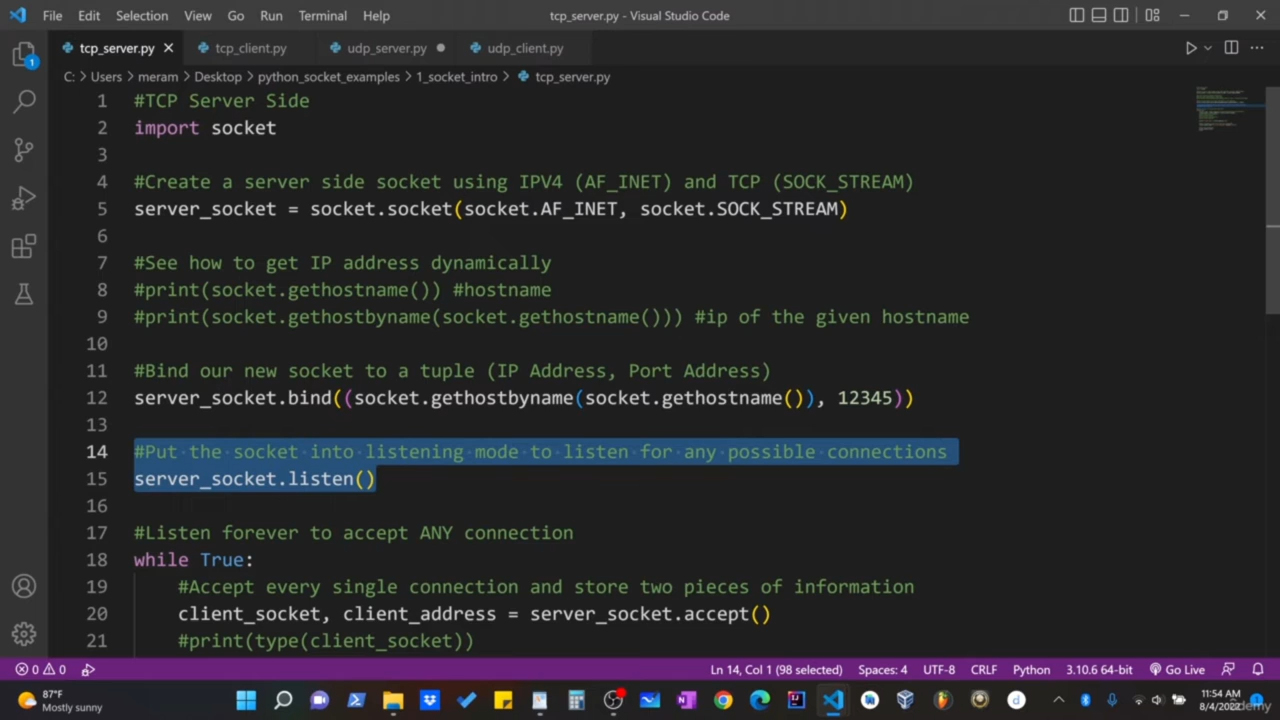 File Edit Selection View Go Run Terminal Help tcp_server.py - Visual Studio Code
tcp_server.py tcp_client.py udp_server.py udp_client.py
C: > Users > meram > Desktop > python_socket_examples > 1_socket_intro > tcp_server.py
1 #TCP Server Side
2 import socket
3
4 #Create a server side socket using IPV4 (AF_INET) and TCP (SOCK_STREAM)
5 server_socket = socket.socket(socket.AF_INET, socket.SOCK_STREAM)
6
7 #See how to get IP address dynamically
8 #print(socket.gethostname()) #hostname
9 #print(socket.gethostbyname(socket.gethostname())) #ip of the given hostname
10
11 #Bind our new socket to a tuple (IP Address, Port Address)
12 server_socket.bind((socket.gethostbyname(socket.gethostname()), 12345))
13
14 #Put the socket into listening mode to listen for any possible connections
15 server_socket.listen()
16
17 #Listen forever to accept ANY connection
18 while True:
19 #Accept every single connection and store two pieces of information
20 client_socket, client_address = server_socket.accept()
21 #print(type(client_socket))
1
0 0 Ln 14, Col 1 (98 selected) Spaces: 4 UTF-8 CRLF Python 3.10.6 64-bit Go Live
87°F
Mostly sunny
11:54 AM
8/4/2022